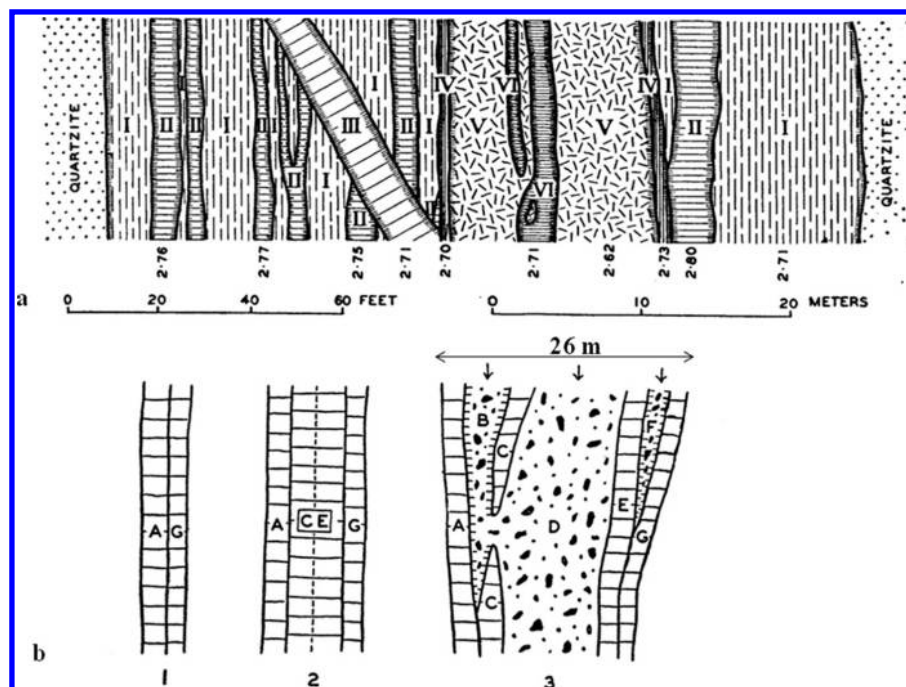 I I IV VI IV I
QUARTZITE I II II I II I III II I V V II I QUARTZITE
II I VI
II II
2·76 2·77 2·75 2·71 2·70 2·71 2·62 2·73 2·80 2·71
a 0 20 40 60 FEET 0 10 20 METERS
26 m
B F
C
E
A G A C E G A D G
C
b
1 2 3